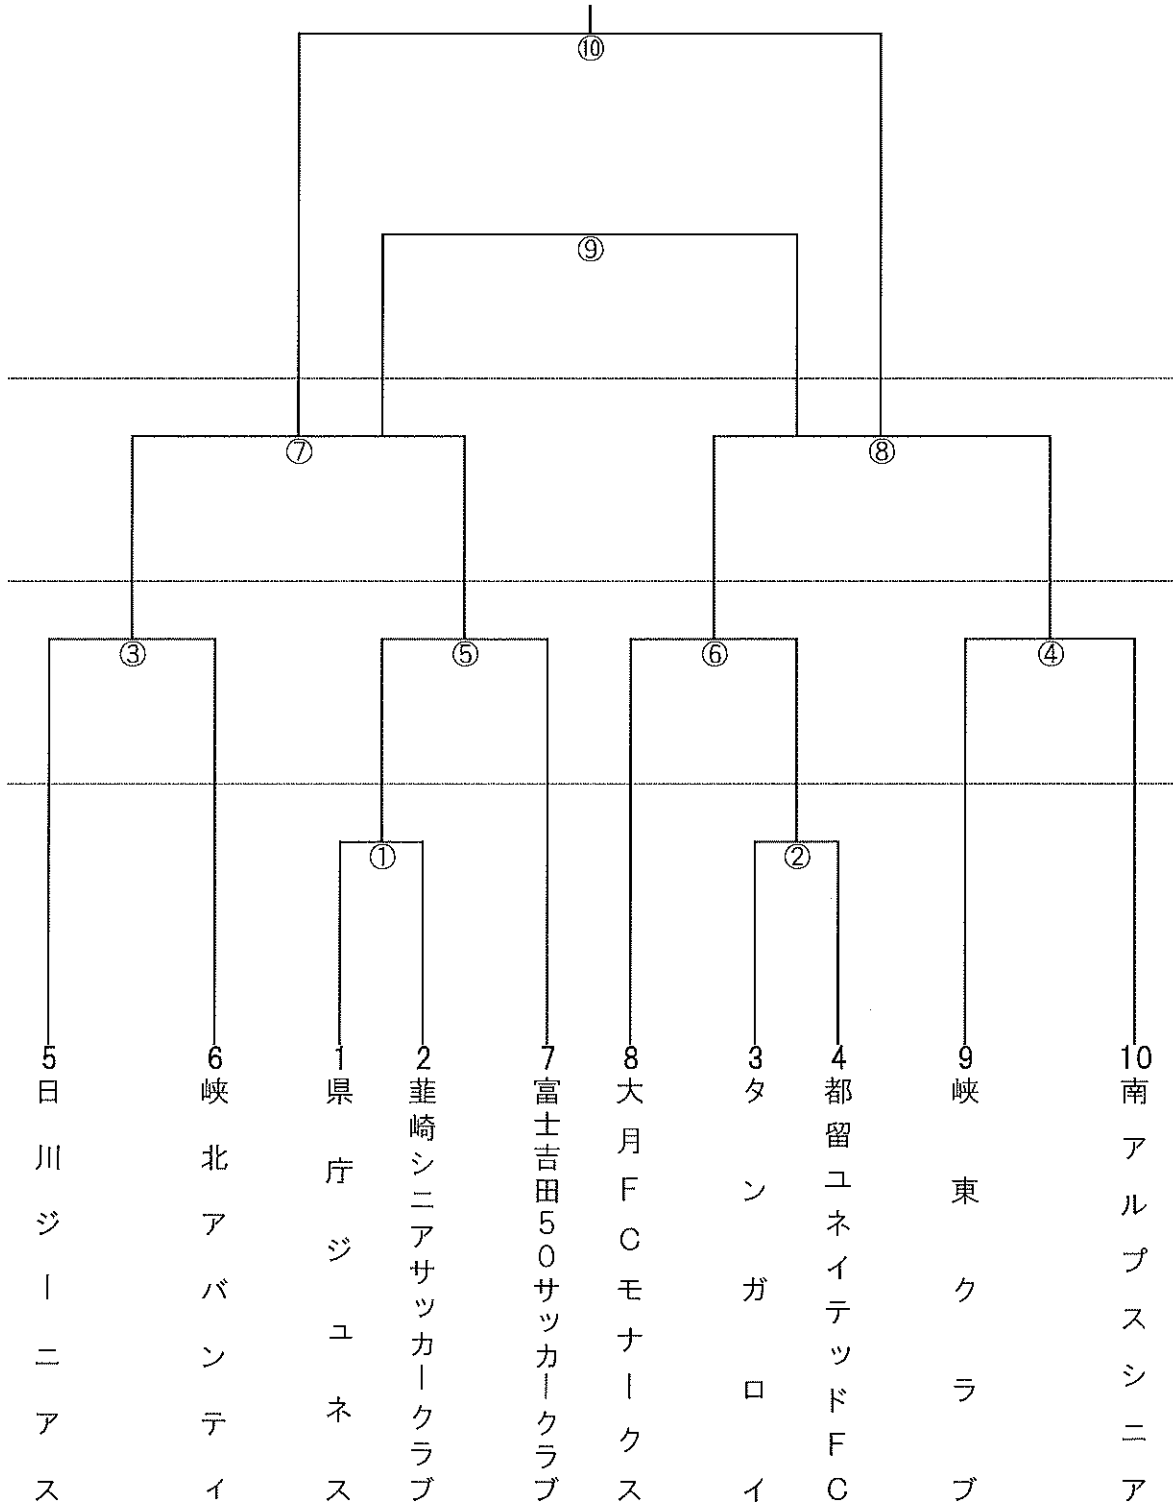 ⑩
⑨
⑦
⑧
③
⑤
⑥
④
①
②
5
日川ジーニアス
6
峡北アバンティ
1
県庁ジュネス
2
韮崎シニアサッカークラブ
7
富士吉田50サッカークラブ
8
大月FCモナークス
3
タンガロイ
4
都留ユネイテッドFC
9
峡東クラブ
10
南アルプスシニア